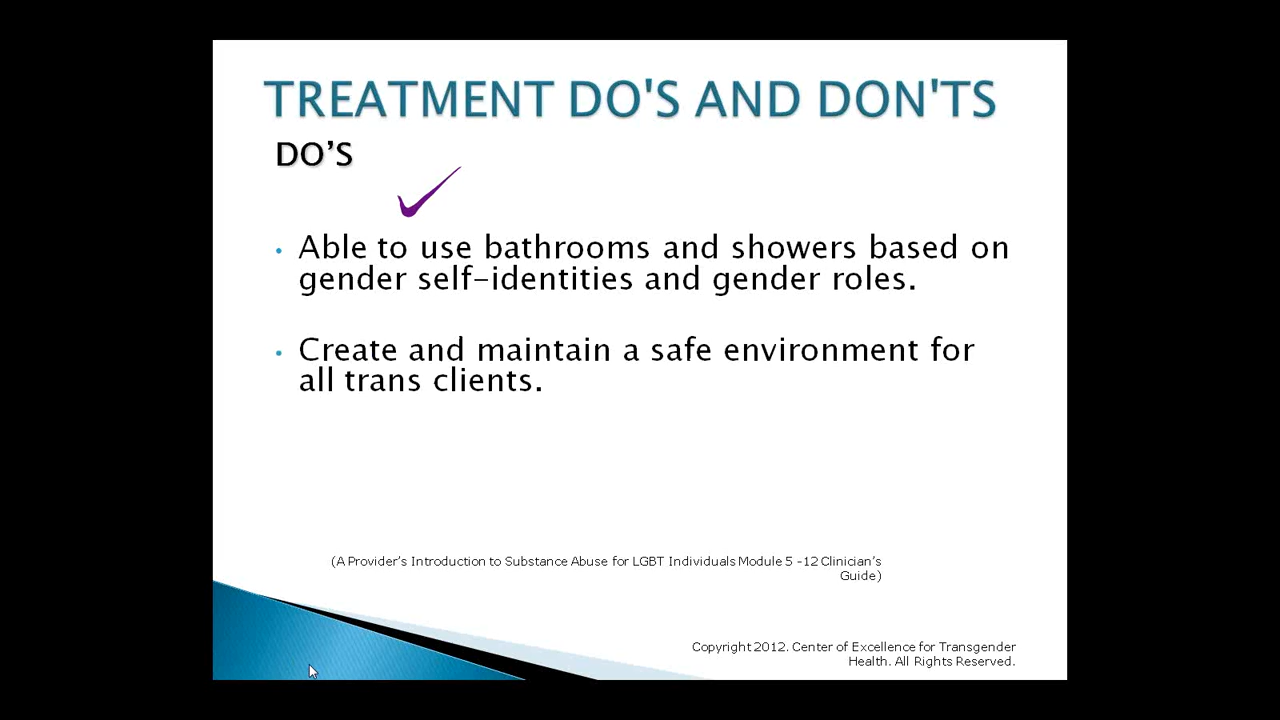 TREATMENT DO'S AND DON'TS
DO’S
• Able to use bathrooms and showers based on
gender self-identities and gender roles.
• Create and maintain a safe environment for
all trans clients.
(A Provider’s Introduction to Substance Abuse for LGBT Individuals Module 5 -12 Clinician’s
Guide)
Copyright 2012. Center of Excellence for Transgender
Health. All Rights Reserved.